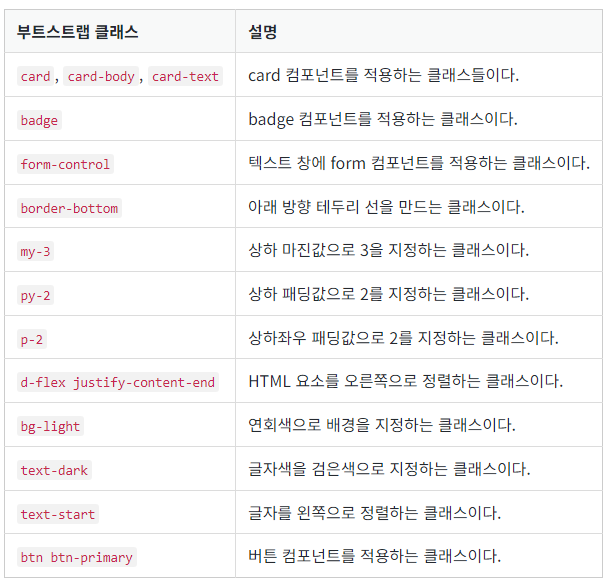 부트스트랩 클래스 설명
card, card-body, card-text card 컴포넌트를 적용하는 클래스들이다.
badge badge 컴포넌트를 적용하는 클래스이다.
form-control 텍스트 창에 form 컴포넌트를 적용하는 클래스이다.
border-bottom 아래 방향 테두리 선을 만드는 클래스이다.
my-3 상하 마진값으로 3을 지정하는 클래스이다.
py-2 상하 패딩값으로 2를 지정하는 클래스이다.
p-2 상하좌우 패딩값으로 2를 지정하는 클래스이다.
d-flex justify-content-end HTML 요소를 오른쪽으로 정렬하는 클래스이다.
bg-light 연회색으로 배경을 지정하는 클래스이다.
text-dark 글자색을 검은색으로 지정하는 클래스이다.
text-start 글자를 왼쪽으로 정렬하는 클래스이다.
btn btn-primary 버튼 컴포넌트를 적용하는 클래스이다.